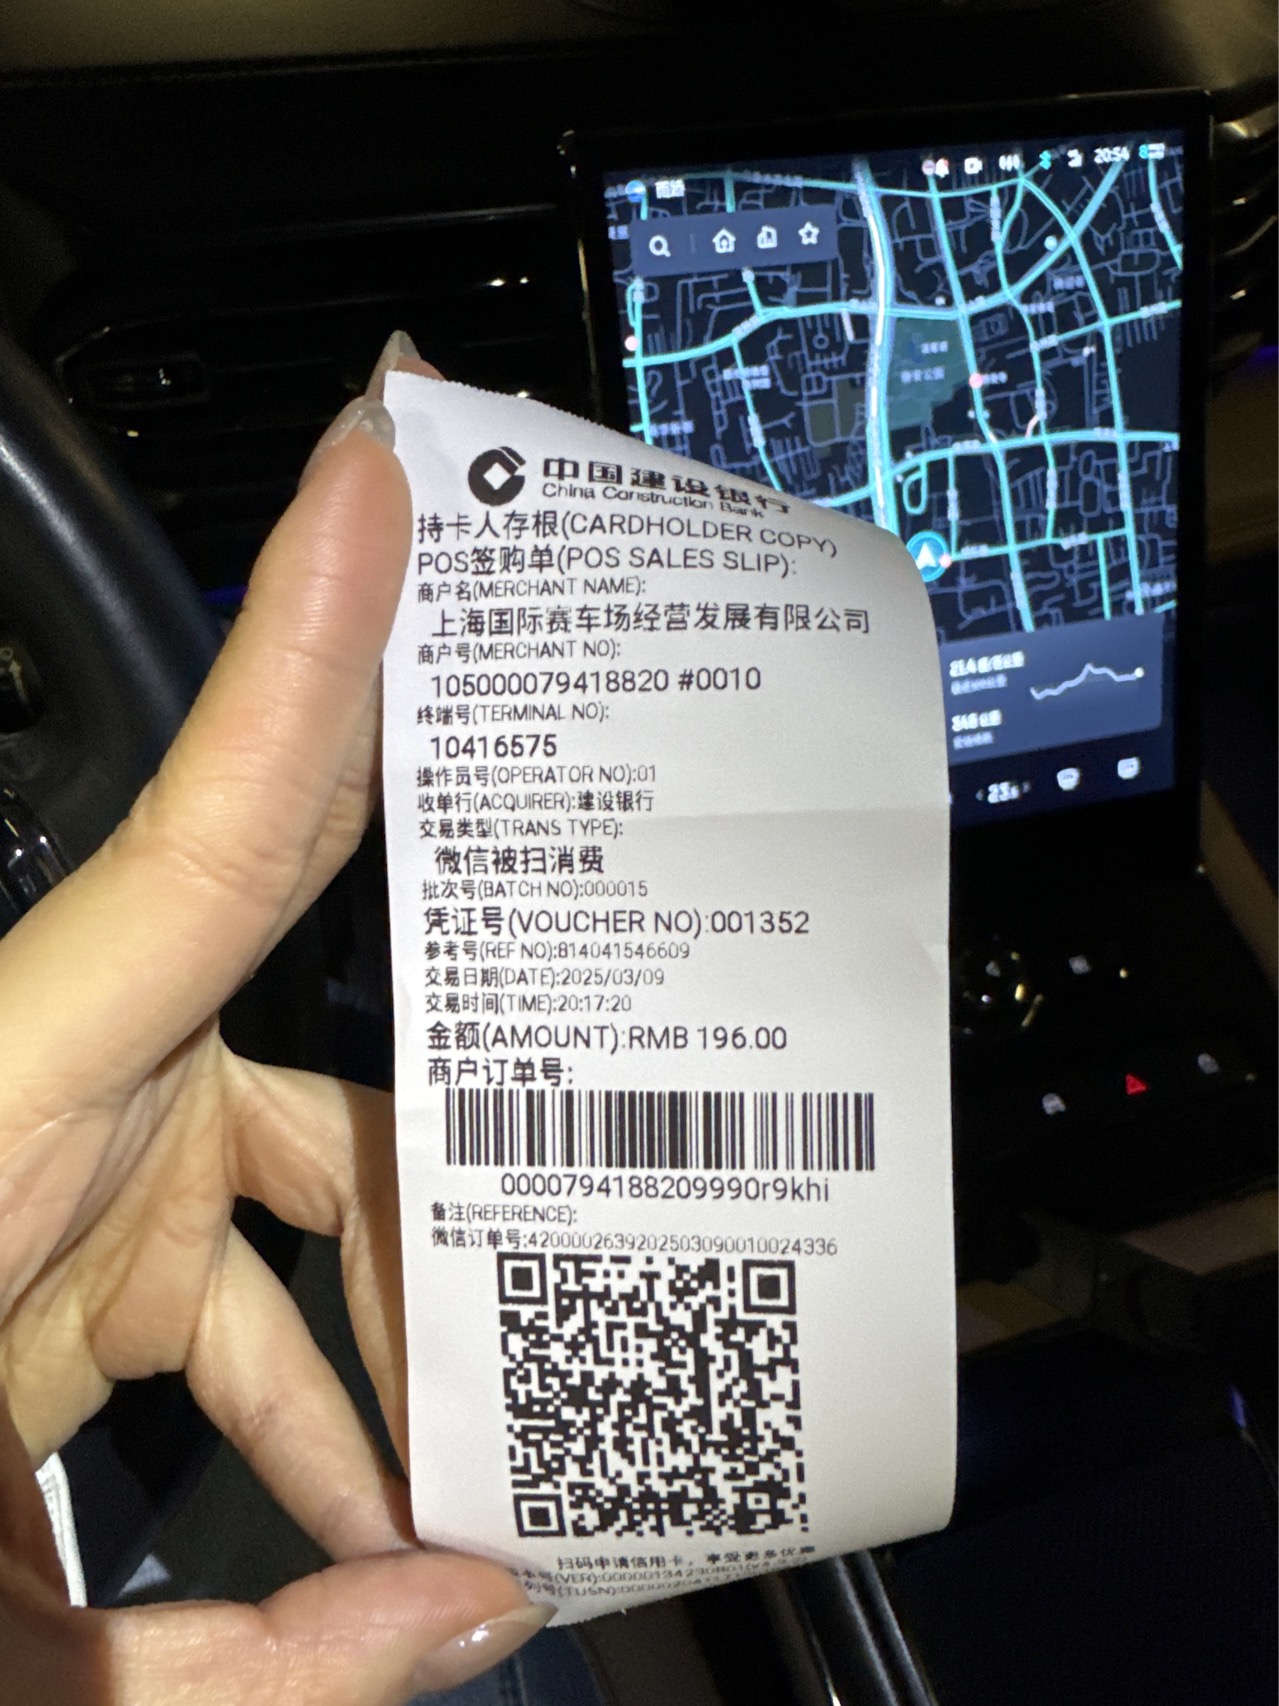 20:54
中国建设银行
China Construction Bank
持卡人存根(CARDHOLDER COPY)
POS签购单(POS SALES SLIP):
商户名(MERCHANT NAME):
上海国际赛车场经营发展有限公司
商户号(MERCHANT NO):
105000079418820 #0010
终端号(TERMINAL NO):
10416575
操作员号(OPERATOR NO):01
收单行(ACQUIRER):建设银行
交易类型(TRANS TYPE):
微信被扫消费
批次号(BATCH NO):000015
凭证号(VOUCHER NO):001352
参考号(REF NO):814041546609
交易日期(DATE):2025/03/09
交易时间(TIME):20:17:20
金额(AMOUNT):RMB 196.00
商户订单号:
0000794188209990r9khi
备注(REFERENCE):
微信订单号:4200002639202503090010024336
扫码申请信用卡，享受更多优惠